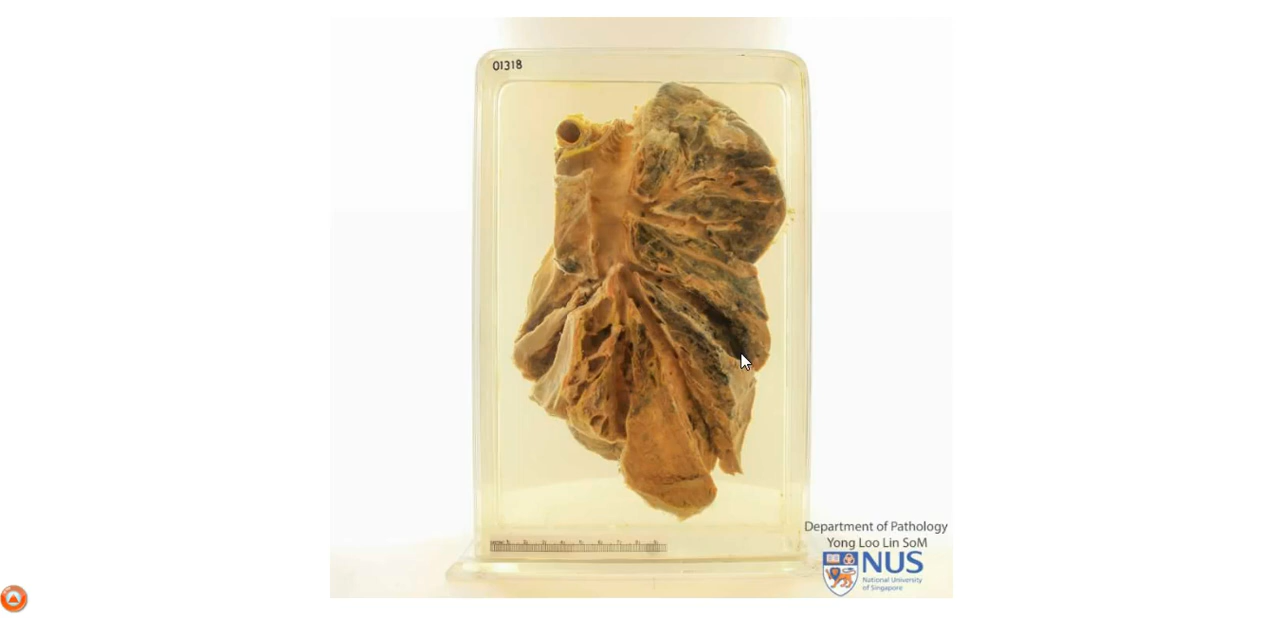 01318
Department of Pathology
Yong Loo Lin SoM
NUS
National University
of Singapore